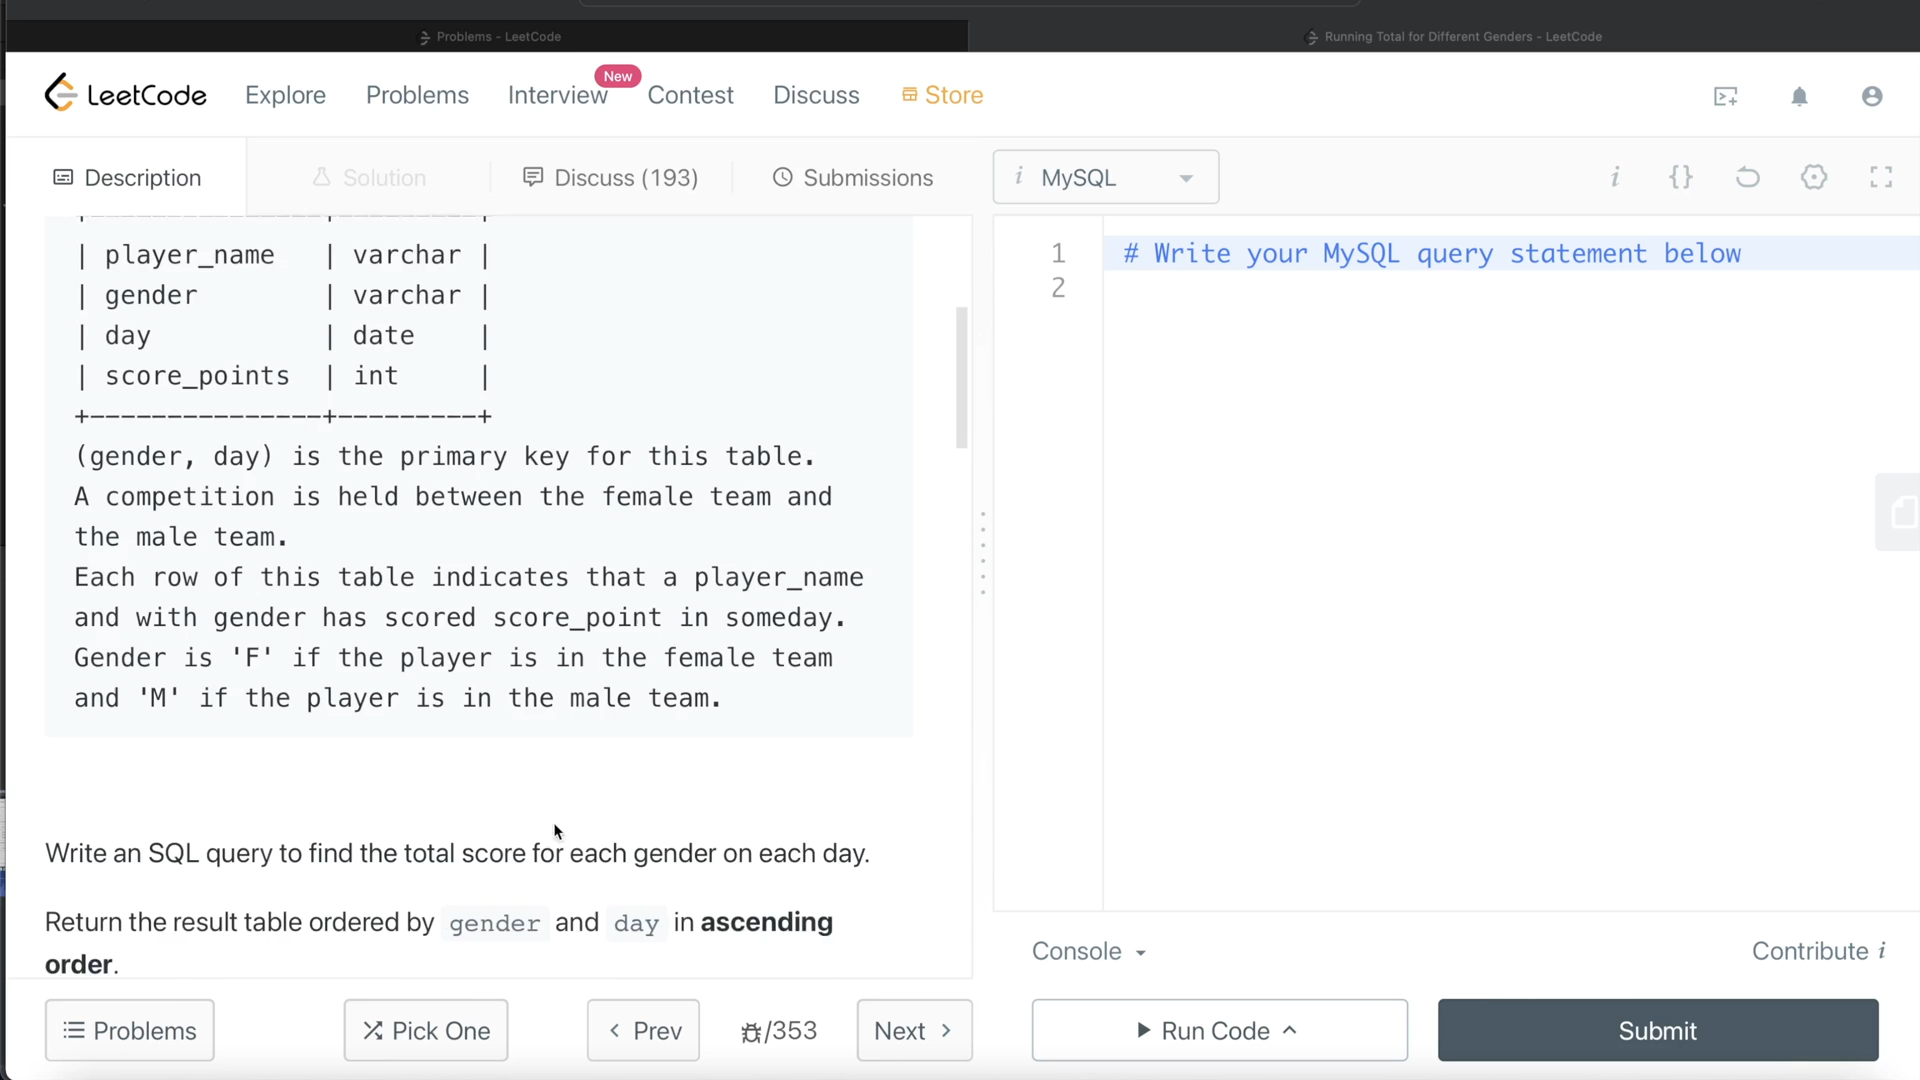 Problems - LeetCode
Running Total for Different Genders - LeetCode
LeetCode Explore Problems Interview New Contest Discuss Store
Description Solution Discuss (193) Submissions
i MySQL
i {}
| player_name | varchar |
| gender | varchar |
| day | date |
| score_points | int |
+---------------+---------+
(gender, day) is the primary key for this table.
A competition is held between the female team and
the male team.
Each row of this table indicates that a player_name
and with gender has scored score_point in someday.
Gender is 'F' if the player is in the female team
and 'M' if the player is in the male team.
Write an SQL query to find the total score for each gender on each day.
Return the result table ordered by gender and day in ascending
order.
1 # Write your MySQL query statement below
2
Console Contribute i
Problems Pick One Prev /353 Next Run Code Submit